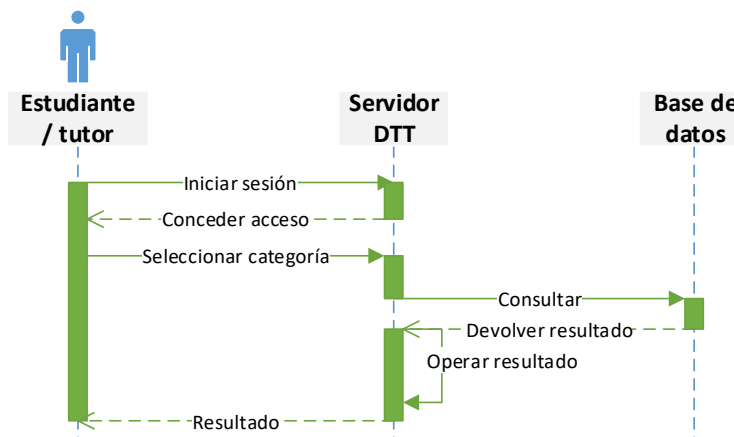 Estudiante
/ tutor
Servidor
DTT
Base de
datos
Iniciar sesión
Conceder acceso
Seleccionar categoría
Consultar
Devolver resultado
Operar resultado
Resultado